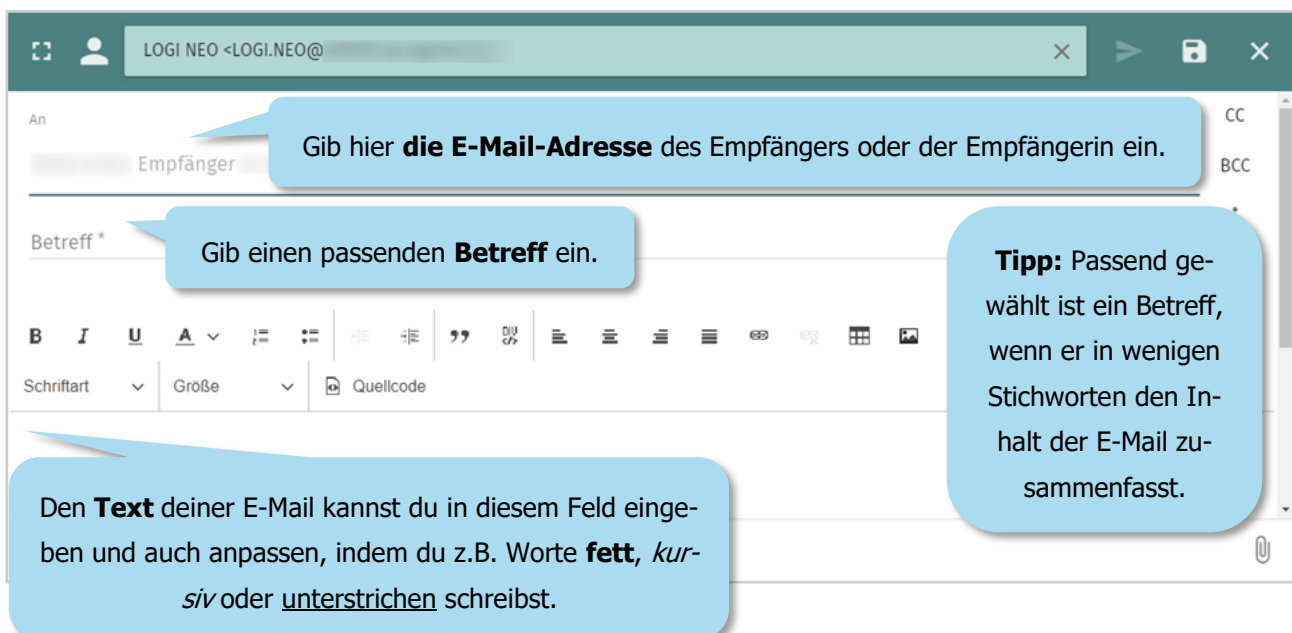 LOGI NEO <LOGI.NEO@
An
CC
Gib hier die E-Mail-Adresse des Empfängers oder der Empfängerin ein.
Empfänger
BCC
Betreff *
Gib einen passenden Betreff ein.
Tipp: Passend ge-
wählt ist ein Betreff,
wenn er in wenigen
Stichworten den In-
halt der E-Mail zu-
sammenfasst.
B I U A
DIV
Schriftart Größe Quellcode
Den Text deiner E-Mail kannst du in diesem Feld einge-
ben und auch anpassen, indem du z.B. Worte fett, kur-
siv oder unterstrichen schreibst.